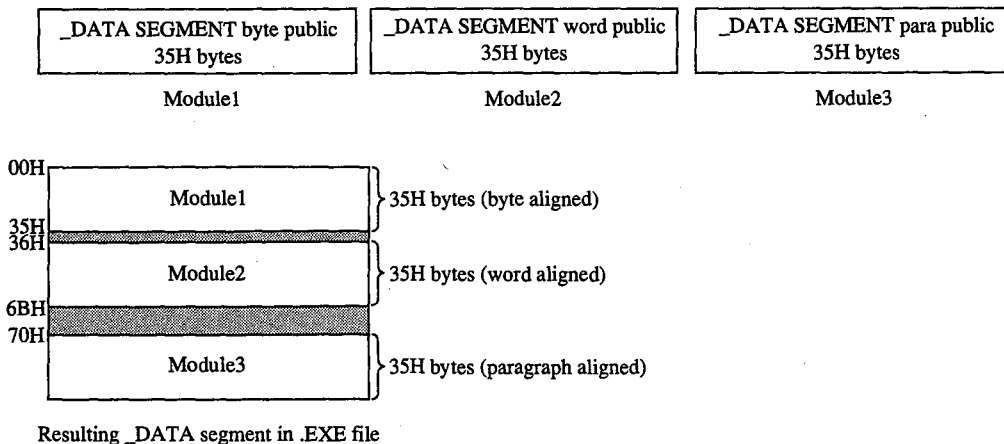 _DATA SEGMENT byte public
35H bytes
_DATA SEGMENT word public
35H bytes
_DATA SEGMENT para public
35H bytes
Module1
Module2
Module3
00H
Module1
35H bytes (byte aligned)
35H
36H
Module2
35H bytes (word aligned)
6BH
70H
Module3
35H bytes (paragraph aligned)
Resulting _DATA segment in .EXE file